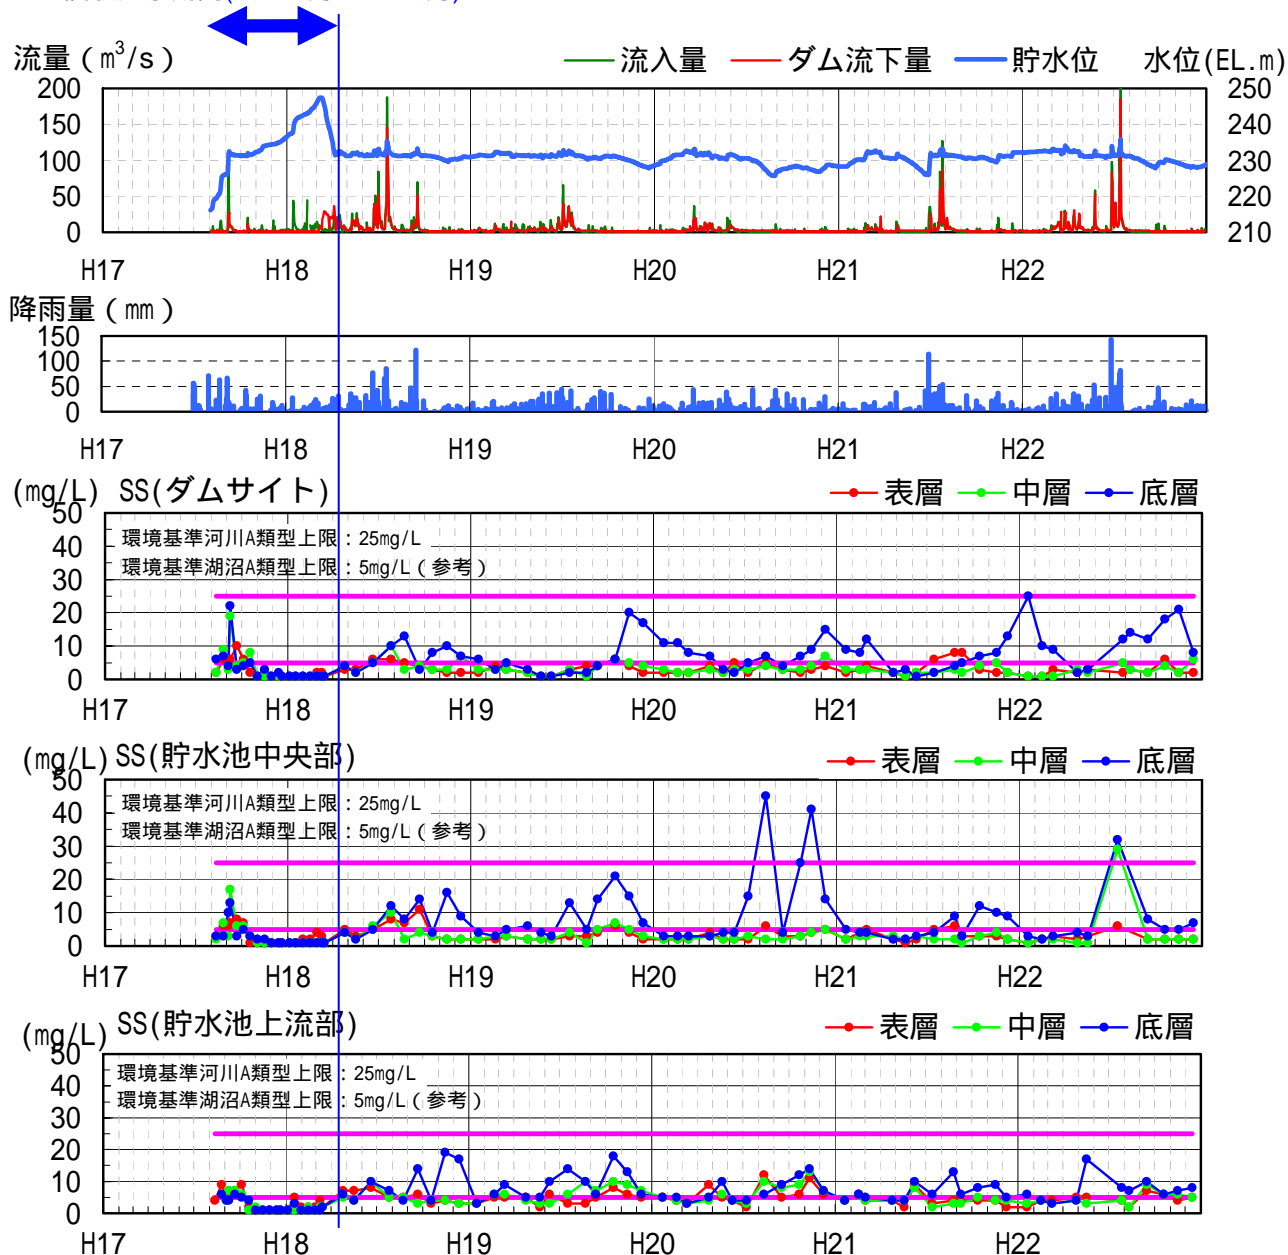 流量（m³/s） 流入量 ダム流下量 貯水位 水位(EL.m)
200 250
150 240
100 230
50 220
0 210
H17 H18 H19 H20 H21 H22
降雨量（mm）
150
100
50
0
H17 H18 H19 H20 H21 H22
(mg/L) SS(ダムサイト) 表層 中層 底層
50
環境基準河川A類型上限：25mg/L
40
環境基準湖沼A類型上限：5mg/L（参考）
30
20
10
0
H17 H18 H19 H20 H21 H22
(mg/L) SS(貯水池中央部) 表層 中層 底層
50
環境基準河川A類型上限：25mg/L
40
環境基準湖沼A類型上限：5mg/L（参考）
30
20
10
0
H17 H18 H19 H20 H21 H22
(mg/L) SS(貯水池上流部) 表層 中層 底層
50
環境基準河川A類型上限：25mg/L
40
環境基準湖沼A類型上限：5mg/L（参考）
30
20
10
0
H17 H18 H19 H20 H21 H22